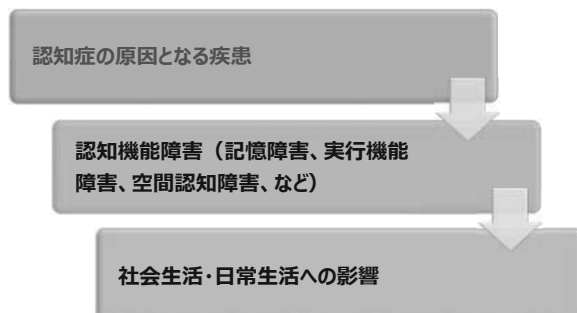 認知症の原因となる疾患
認知機能障害（記憶障害、実行機能
障害、空間認知障害、など）
社会生活・日常生活への影響